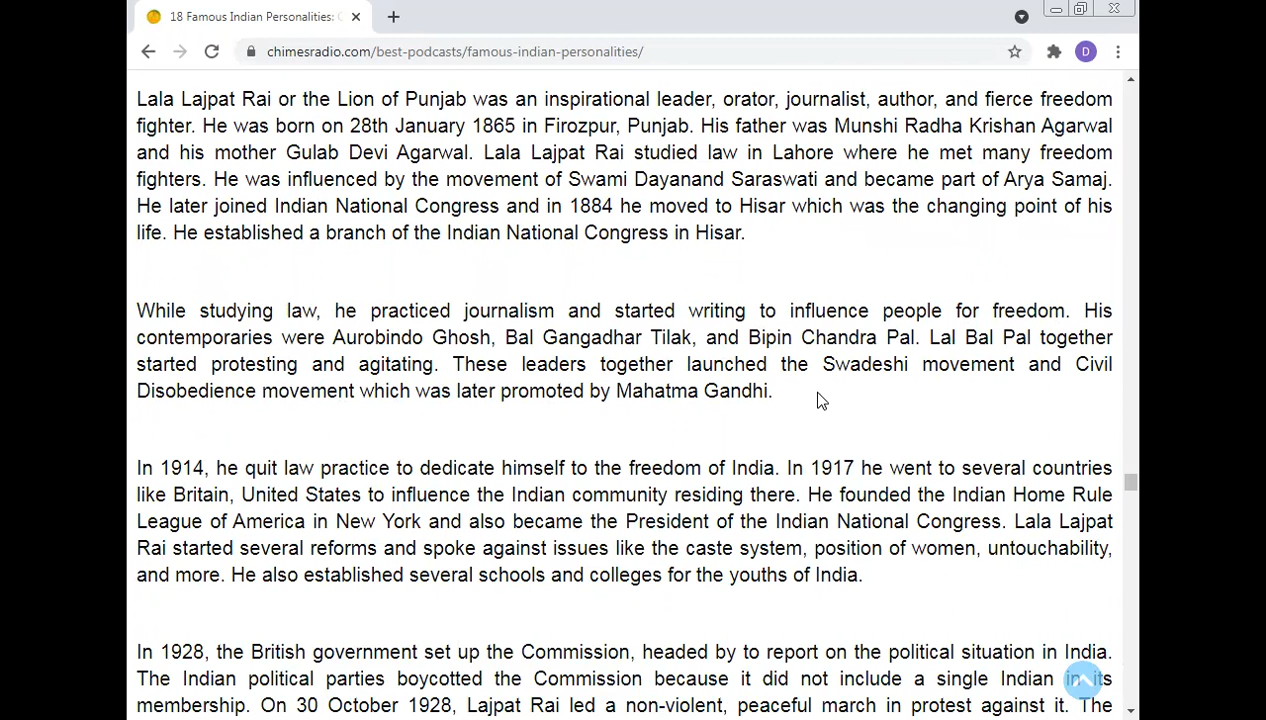 18 Famous Indian Personalities:
chimesradio.com/best-podcasts/famous-indian-personalities/
D
Lala Lajpat Rai or the Lion of Punjab was an inspirational leader, orator, journalist, author, and fierce freedom
fighter. He was born on 28th January 1865 in Firozpur, Punjab. His father was Munshi Radha Krishan Agarwal
and his mother Gulab Devi Agarwal. Lala Lajpat Rai studied law in Lahore where he met many freedom
fighters. He was influenced by the movement of Swami Dayanand Saraswati and became part of Arya Samaj.
He later joined Indian National Congress and in 1884 he moved to Hisar which was the changing point of his
life. He established a branch of the Indian National Congress in Hisar.
While studying law, he practiced journalism and started writing to influence people for freedom. His
contemporaries were Aurobindo Ghosh, Bal Gangadhar Tilak, and Bipin Chandra Pal. Lal Bal Pal together
started protesting and agitating. These leaders together launched the Swadeshi movement and Civil
Disobedience movement which was later promoted by Mahatma Gandhi.
In 1914, he quit law practice to dedicate himself to the freedom of India. In 1917 he went to several countries
like Britain, United States to influence the Indian community residing there. He founded the Indian Home Rule
League of America in New York and also became the President of the Indian National Congress. Lala Lajpat
Rai started several reforms and spoke against issues like the caste system, position of women, untouchability,
and more. He also established several schools and colleges for the youths of India.
In 1928, the British government set up the Commission, headed by to report on the political situation in India.
The Indian political parties boycotted the Commission because it did not include a single Indian in its
membership. On 30 October 1928, Lajpat Rai led a non-violent, peaceful march in protest against it. The